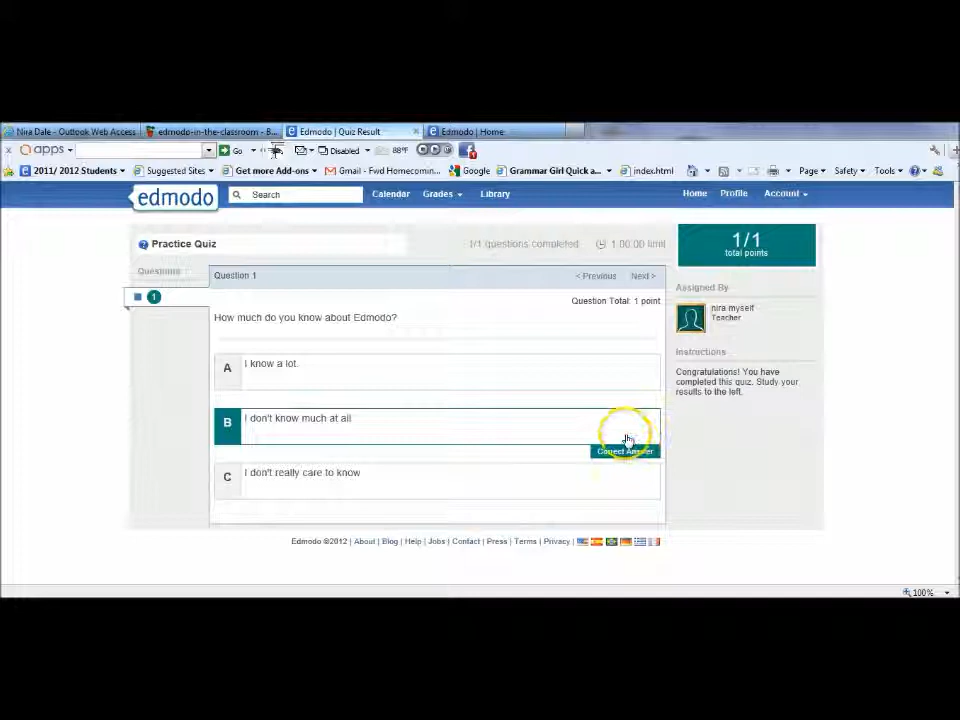 Nira Dale - Outlook Web Access
edmodo-in-the-classroom - B...
Edmodo | Quiz Result
Edmodo | Home
apps
Go
Disabled
88°F
2011/ 2012 Students
Suggested Sites
Get more Add-ons
Gmail - Fwd Homecomin...
Google
Grammar Girl Quick a...
index.html
Page
Safety
Tools
edmodo
Search
Calendar
Grades
Library
Home
Profile
Account
Practice Quiz
1/1 questions completed
1:00:00 limit
1/1
total points
Questions
Question 1
< Previous
Next >
1
Question Total: 1 point
How much do you know about Edmodo?
A
I know a lot.
B
I don't know much at all
Correct Answer
C
I don't really care to know
Assigned By
nira myself
Teacher
Instructions
Congratulations! You have
completed this quiz. Study your
results to the left.
Edmodo ©2012 | About | Blog | Help | Jobs | Contact | Press | Terms | Privacy |
100%